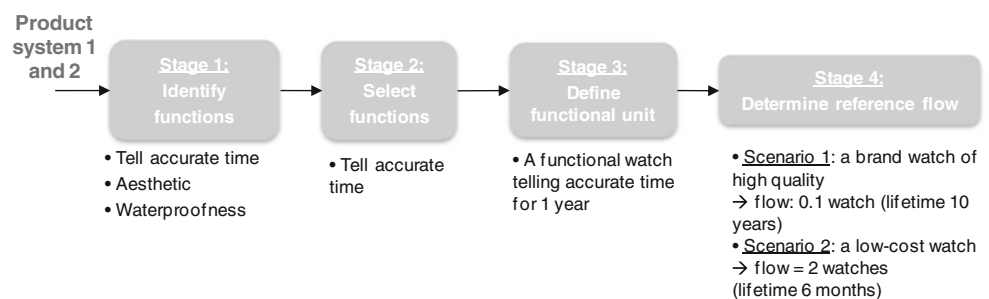 Product
system 1
and 2
Stage 1:
Identify
functions
• Tell accurate time
• Aesthetic
• Waterproofness
Stage 2:
Select
functions
• Tell accurate
time
Stage 3:
Define
functional unit
• A functional watch
telling accurate time
for 1 year
Stage 4:
Determine reference flow
• Scenario 1: a brand watch of
high quality
→ flow: 0.1 watch (lifetime 10
years)
• Scenario 2: a low-cost watch
→ flow = 2 watches
(lifetime 6 months)